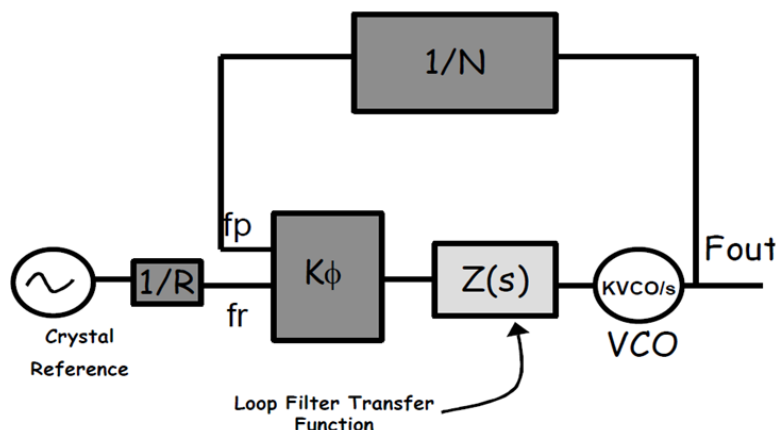 1/N
fp
Kϕ
Z(s)
KVCO/s
Fout
1/R
fr
VCO
Crystal
Reference
Loop Filter Transfer
Function